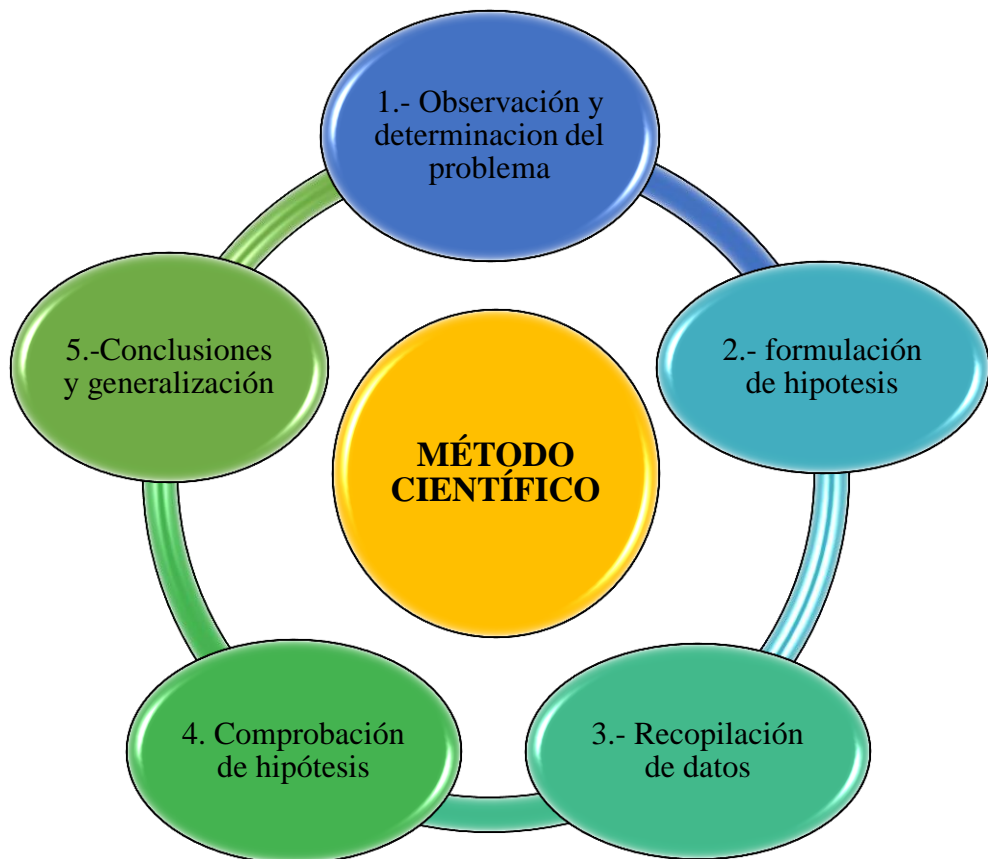 1.- Observación y
determinacion del
problema
2.- formulación
de hipotesis
3.- Recopilación
de datos
4. Comprobación
de hipótesis
5.-Conclusiones
y generalización
MÉTODO
CIENTÍFICO